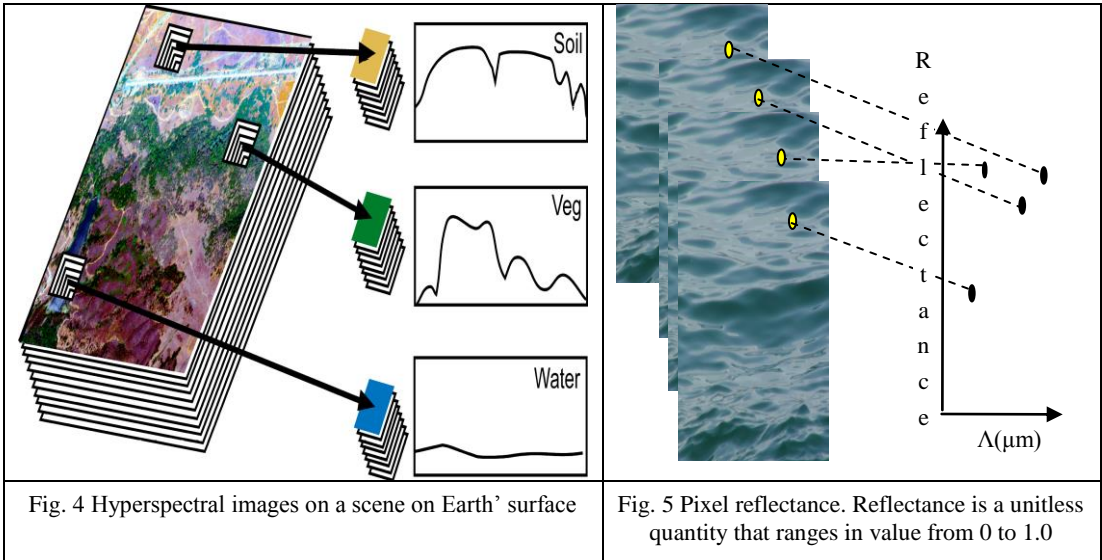 Soil
Veg
Water
Fig. 4 Hyperspectral images on a scene on Earth’ surface
R
e
f
l
e
c
t
a
n
c
e
Λ(μm)
Fig. 5 Pixel reflectance. Reflectance is a unitless
quantity that ranges in value from 0 to 1.0